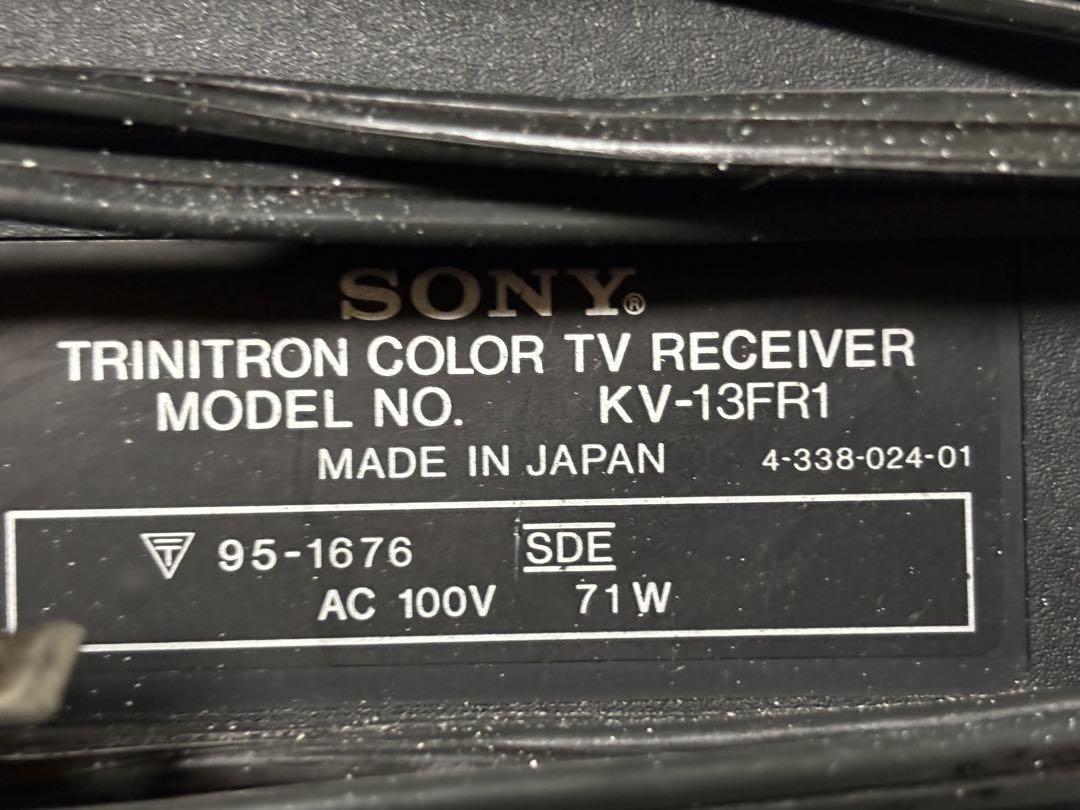 SONY®
TRINITRON COLOR TV RECEIVER
MODEL NO. KV-13FR1
MADE IN JAPAN 4-338-024-01
T 95-1676 SDE
AC 100V 71W